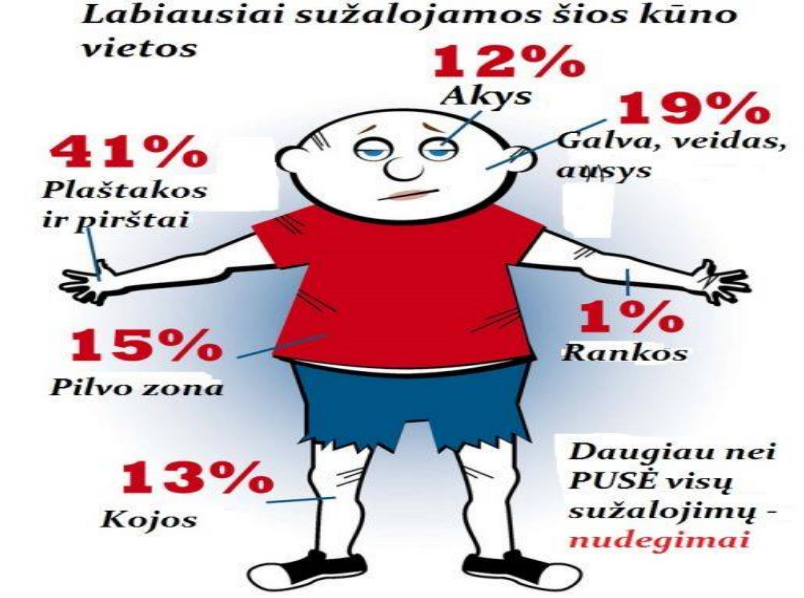 Labiausiai sužalojamos šios kūno
vietos
12%
Akys
19%
Galva, veidas,
ausys
41%
Plaštakos
ir pirštai
1%
Rankos
15%
Pilvo zona
13%
Kojos
Daugiau nei
PUSĖ visų
sužalojimų -
nudegimai